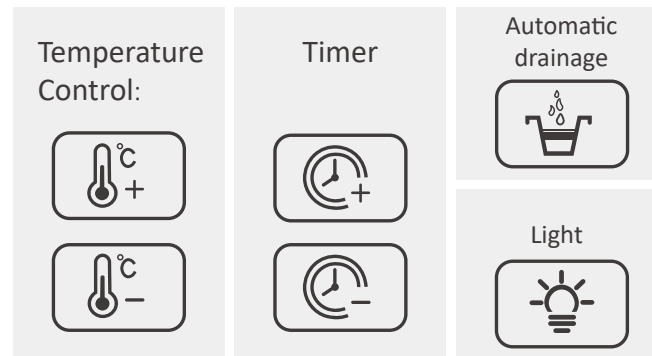 Temperature
Control:
℃
+
℃
−
Timer
+
−
Automatic
drainage
Light